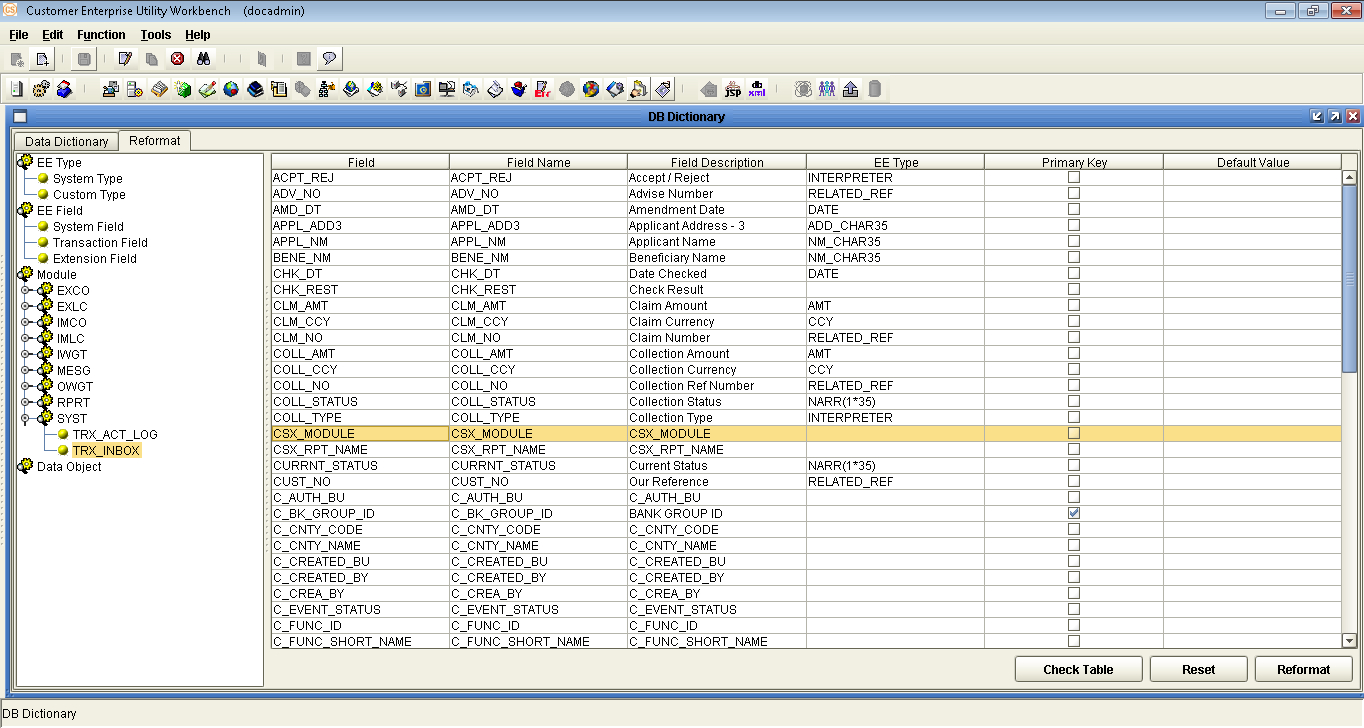 Customer Enterprise Utility Workbench (docadmin)
File Edit Function Tools Help
jsp xml
DB Dictionary
Data Dictionary Reformat
EE Type
System Type
Custom Type
EE Field
System Field
Transaction Field
Extension Field
Module
EXCO
EXLC
IMCO
IMLC
IWGT
MESG
OWGT
RPRT
SYST
TRX_ACT_LOG
TRX_INBOX
Data Object
Field Field Name Field Description EE Type Primary Key Default Value
ACPT_REJ ACPT_REJ Accept / Reject INTERPRETER
ADV_NO ADV_NO Advise Number RELATED_REF
AMD_DT AMD_DT Amendment Date DATE
APPL_ADD3 APPL_ADD3 Applicant Address - 3 ADD_CHAR35
APPL_NM APPL_NM Applicant Name NM_CHAR35
BENE_NM BENE_NM Beneficiary Name NM_CHAR35
CHK_DT CHK_DT Date Checked DATE
CHK_REST CHK_REST Check Result
CLM_AMT CLM_AMT Claim Amount AMT
CLM_CCY CLM_CCY Claim Currency CCY
CLM_NO CLM_NO Claim Number RELATED_REF
COLL_AMT COLL_AMT Collection Amount AMT
COLL_CCY COLL_CCY Collection Currency CCY
COLL_NO COLL_NO Collection Ref Number RELATED_REF
COLL_STATUS COLL_STATUS Collection Status NARR(1*35)
COLL_TYPE COLL_TYPE Collection Type INTERPRETER
CSX_MODULE CSX_MODULE CSX_MODULE
CSX_RPT_NAME CSX_RPT_NAME CSX_RPT_NAME
CURRNT_STATUS CURRNT_STATUS Current Status NARR(1*35)
CUST_NO CUST_NO Our Reference RELATED_REF
C_AUTH_BU C_AUTH_BU C_AUTH_BU
C_BK_GROUP_ID C_BK_GROUP_ID BANK GROUP ID
C_CNTY_CODE C_CNTY_CODE C_CNTY_CODE
C_CNTY_NAME C_CNTY_NAME C_CNTY_NAME
C_CREATED_BU C_CREATED_BU C_CREATED_BU
C_CREATED_BY C_CREATED_BY C_CREATED_BY
C_CREA_BY C_CREA_BY C_CREA_BY
C_EVENT_STATUS C_EVENT_STATUS C_EVENT_STATUS
C_FUNC_ID C_FUNC_ID C_FUNC_ID
C_FUNC_SHORT_NAME C_FUNC_SHORT_NAME C_FUNC_SHORT_NAME
Check Table Reset Reformat
DB Dictionary